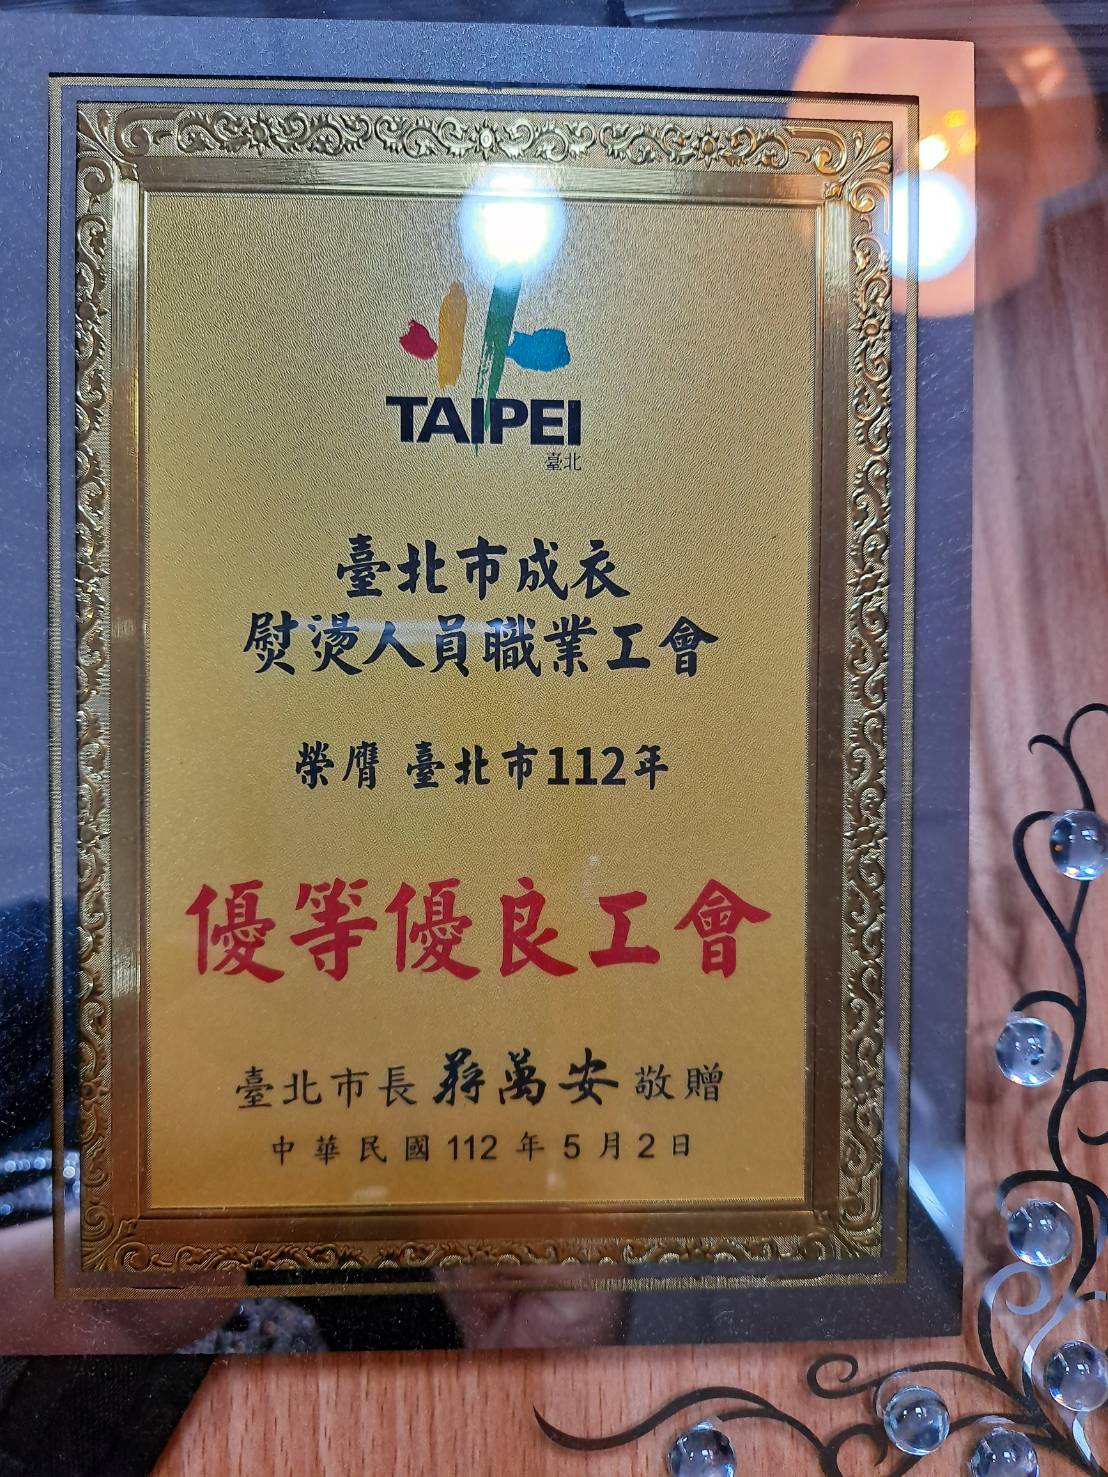 TAIPEI
臺北
臺北市成衣
熨燙人員職業工會
榮膺 臺北市112年
優等優良工會
臺北市長 蔣萬安 敬贈
中華民國112年5月2日